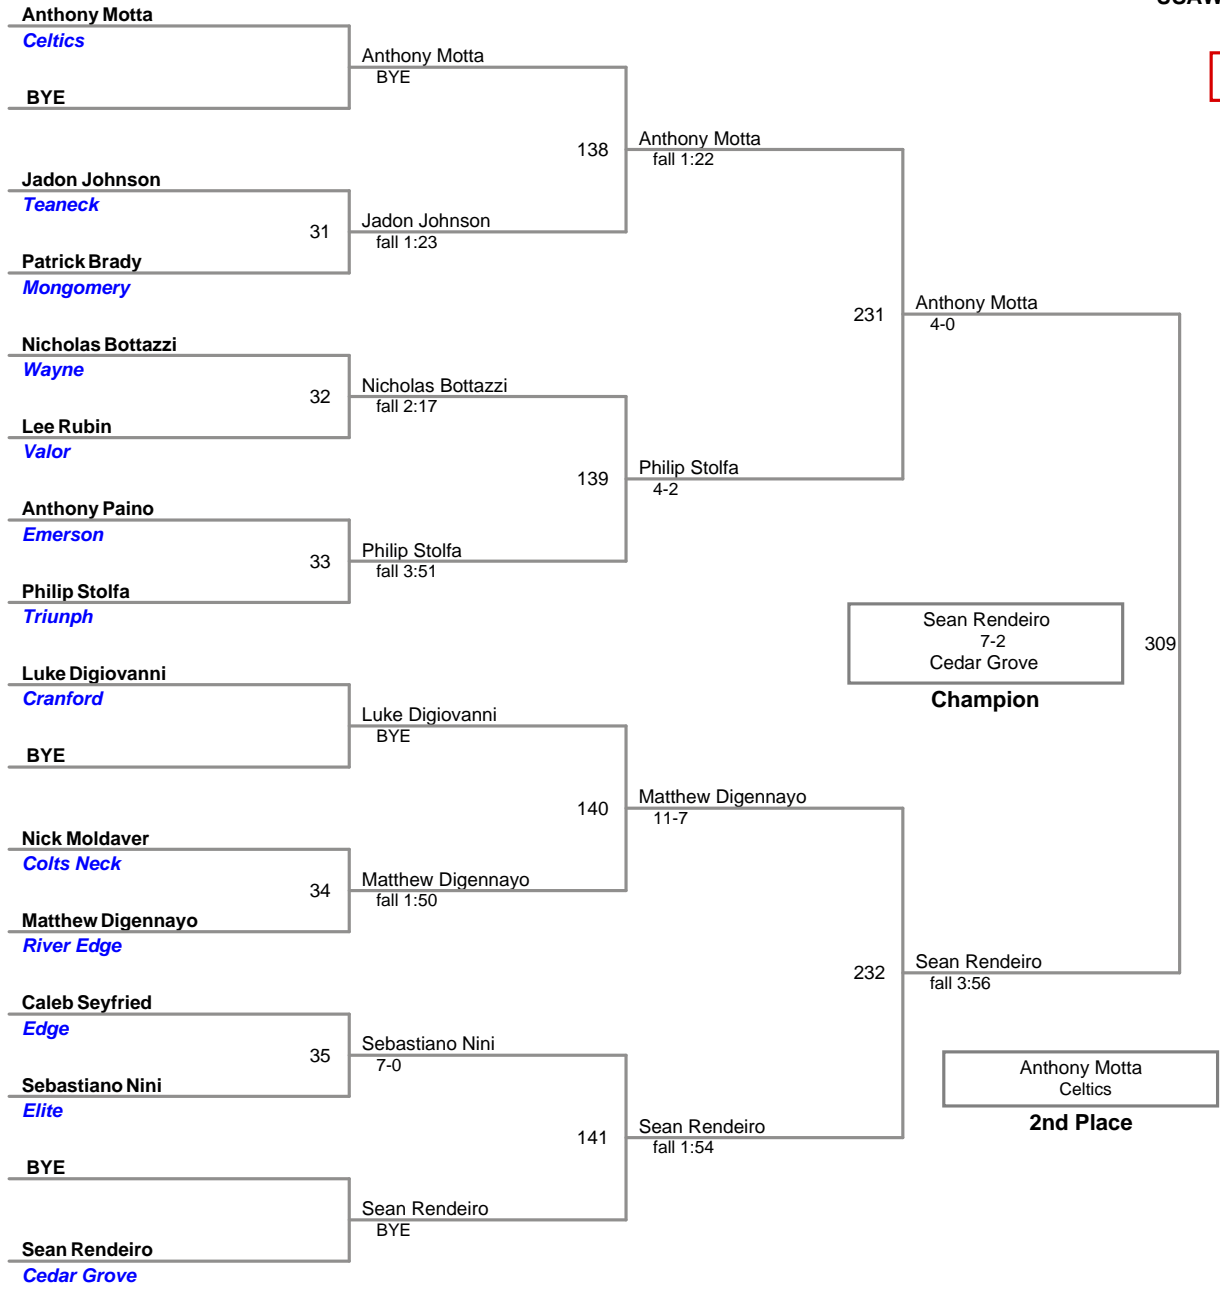 Anthony Motta
Celtics
BYE
Jadon Johnson
Teaneck
Patrick Brady
Mongomery
Nicholas Bottazzi
Wayne
Lee Rubin
Valor
Anthony Paino
Emerson
Philip Stolfa
Triunph
Luke Digiovanni
Cranford
BYE
Nick Moldaver
Colts Neck
Matthew Digennayo
River Edge
Caleb Seyfried
Edge
Sebastiano Nini
Elite
BYE
Sean Rendeiro
Cedar Grove
Anthony Motta
BYE
31
Jadon Johnson
fall 1:23
32
Nicholas Bottazzi
fall 2:17
33
Philip Stolfa
fall 3:51
Luke Digiovanni
BYE
34
Matthew Digennayo
fall 1:50
35
Sebastiano Nini
7-0
Sean Rendeiro
BYE
138
Anthony Motta
fall 1:22
139
Philip Stolfa
4-2
140
Matthew Digennayo
11-7
141
Sean Rendeiro
fall 1:54
231
Anthony Motta
4-0
232
Sean Rendeiro
fall 3:56
309
Sean Rendeiro
7-2
Cedar Grove
Champion
Anthony Motta
Celtics
2nd Place